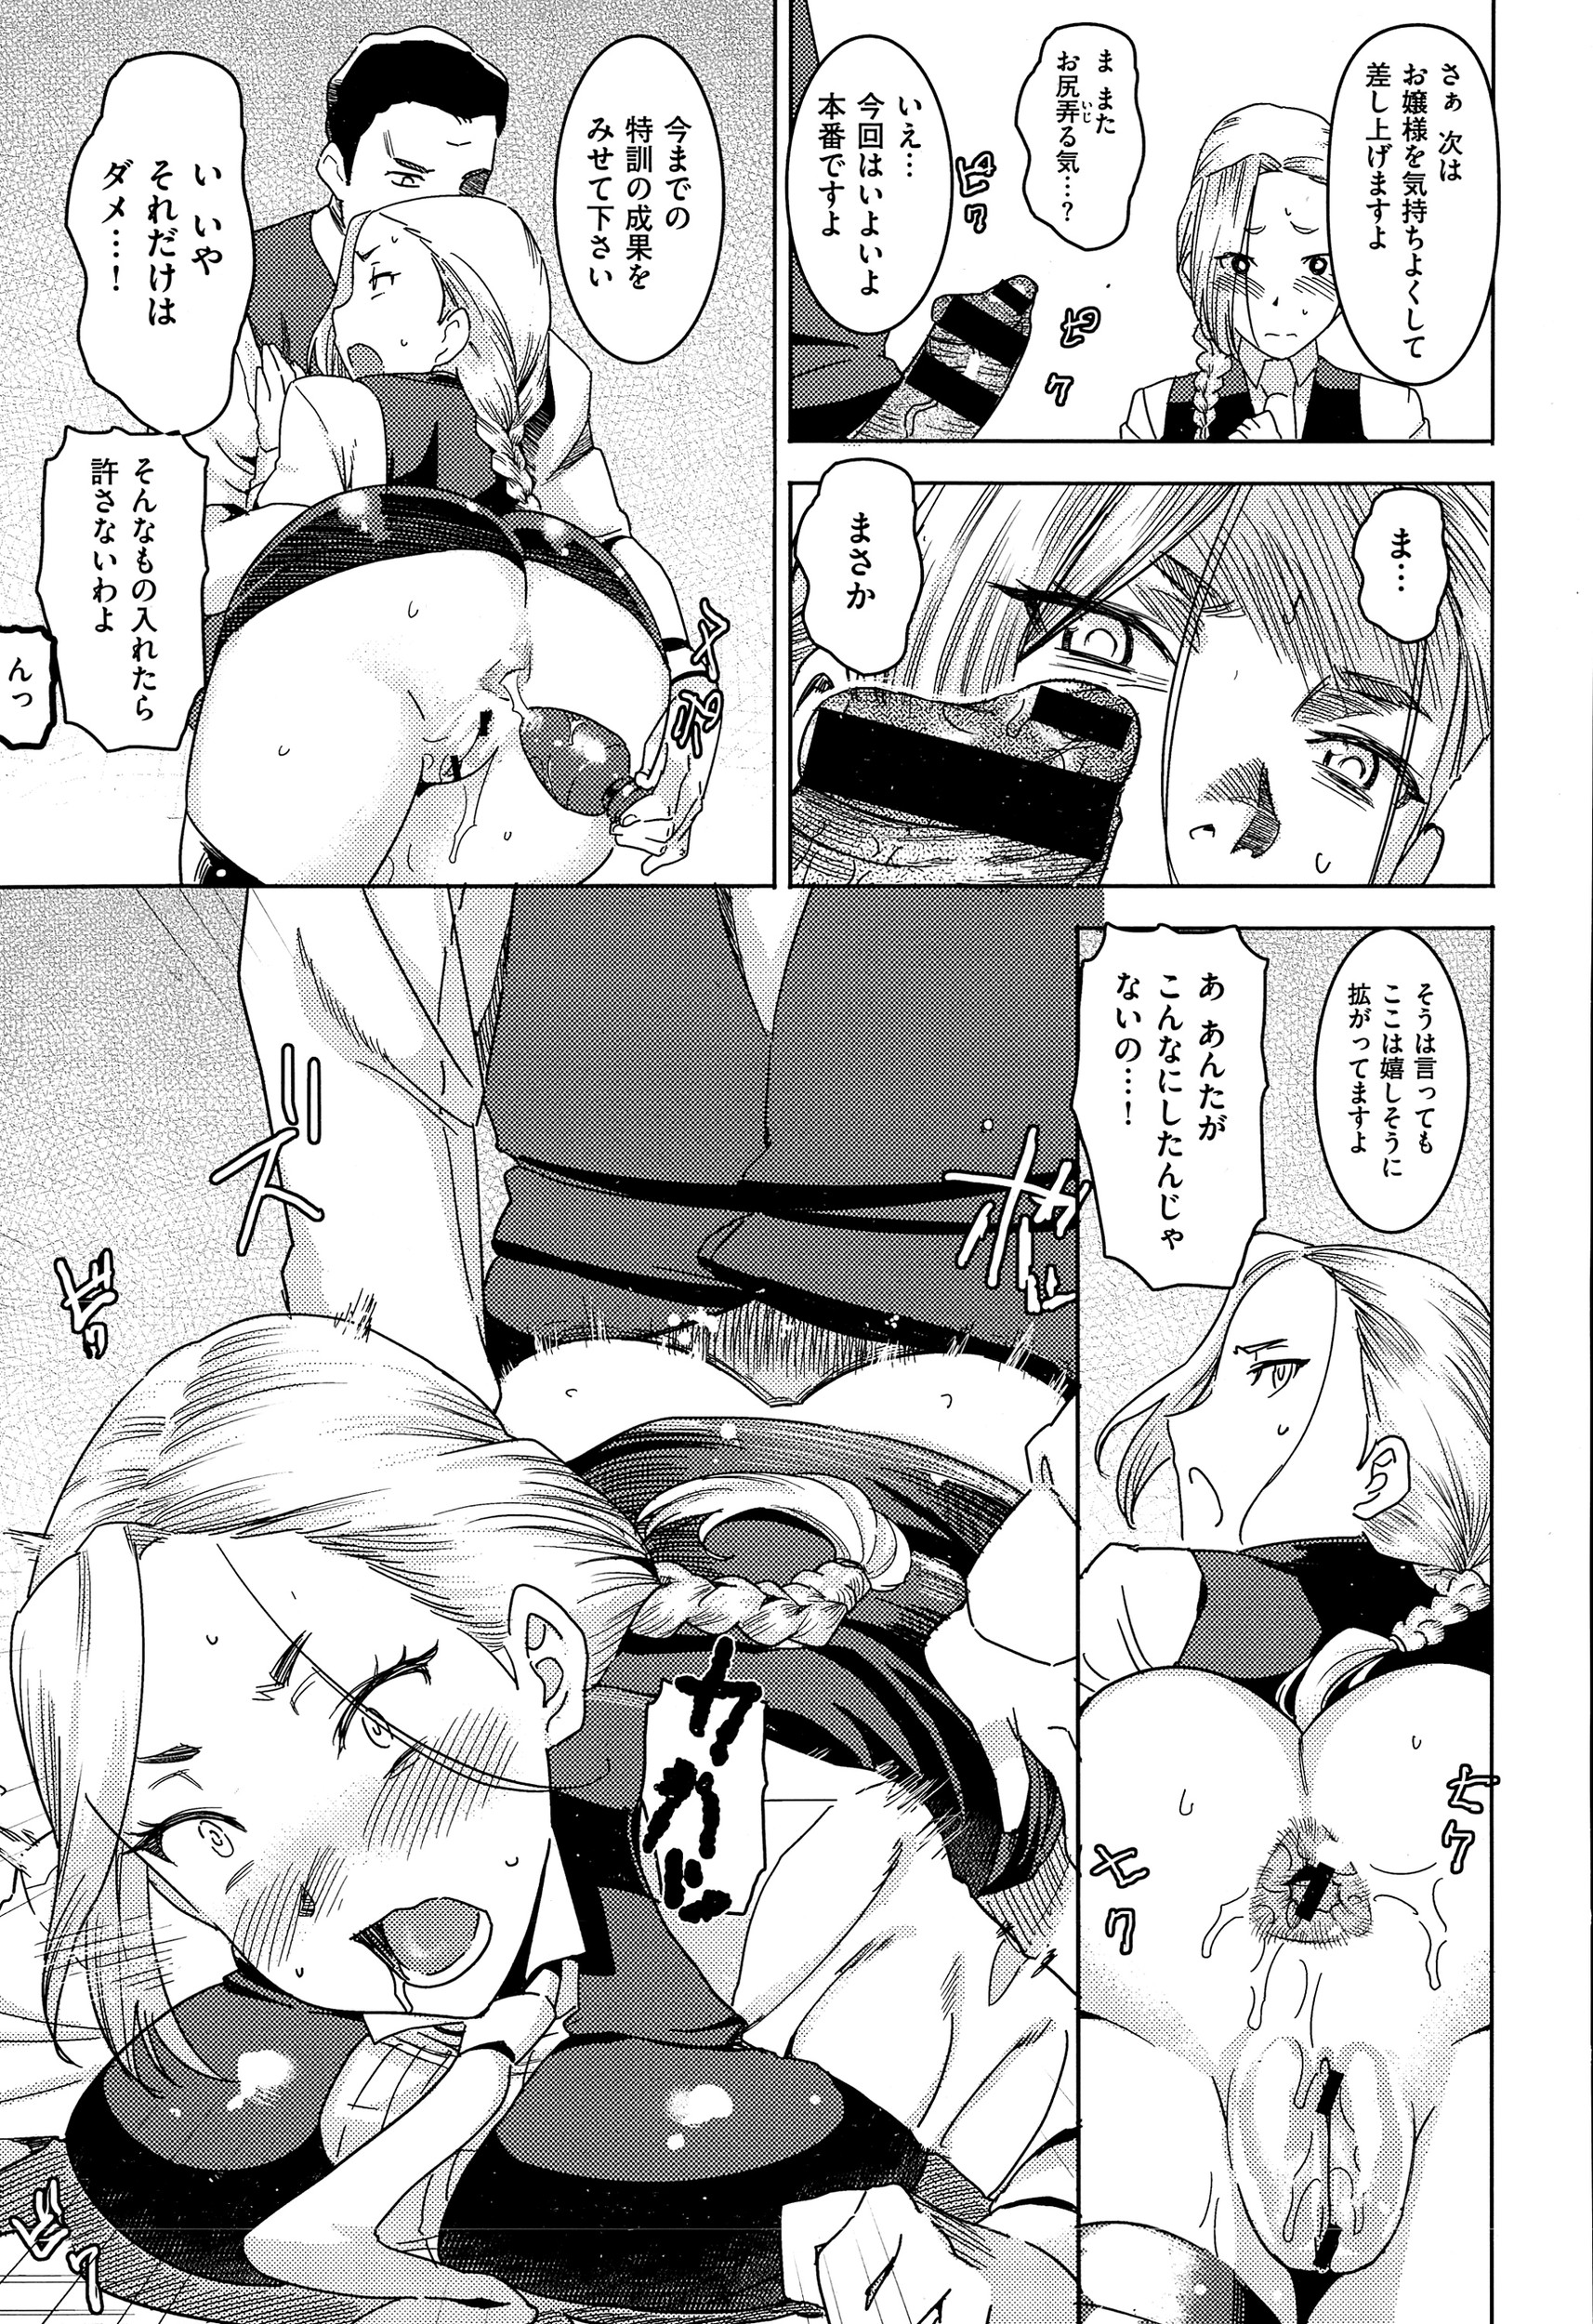 さぁ 次は
お嬢様を気持ちよくして
差し上げますよ
ま また
お尻弄る気…?
いじ
いえ…
今回はいよいよ
本番ですよ
ピク
ピク
ま…
まさか
今までの
特訓の成果を
みせて下さい
い いや
それだけは
ダメ…!
そんなもの入れたら
許さないわよ
んっ
そうは言っても
ここは嬉しそうに
拡がってますよ
あ あんたが
こんなにしたんじゃ
ないの…!
ヒク
ヒク
ズ